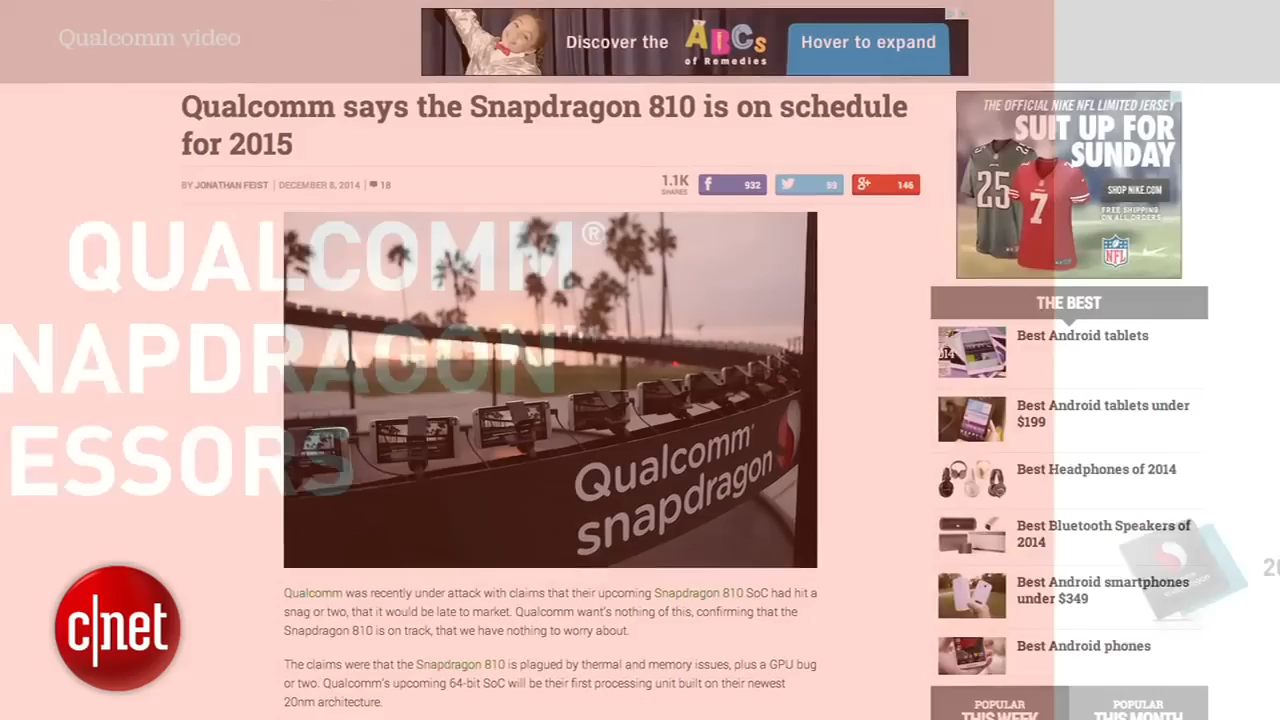 Qualcomm video
Discover the
ABCs
of Remedies
Hover to expand
Qualcomm says the Snapdragon 810 is on schedule
for 2015
BY JONATHAN FEIST | DECEMBER 8, 2014 | 18
1.1K
SHARES
932
59
146
THE OFFICIAL NIKE NFL LIMITED JERSEY
SUIT UP FOR
SUNDAY
25
7
SHOP NIKE.COM
FREE SHIPPING
ON ALL ORDERS
NFL
QUALCOMM®
NAPDRAGON™
ESSORS
Qualcomm
snapdragon
THE BEST
Best Android tablets
Best Android tablets under
$199
Best Headphones of 2014
Best Bluetooth Speakers of
2014
Best Android smartphones
under $349
Best Android phones
20
c|net
Qualcomm was recently under attack with claims that their upcoming Snapdragon 810 SoC had hit a
snag or two, that it would be late to market. Qualcomm want's nothing of this, confirming that the
Snapdragon 810 is on track, that we have nothing to worry about.
The claims were that the Snapdragon 810 is plagued by thermal and memory issues, plus a GPU bug
or two. Qualcomm's upcoming 64-bit SoC will be their first processing unit built on their newest
20nm architecture.
POPULAR
THIS WEEK
POPULAR
THIS MONTH